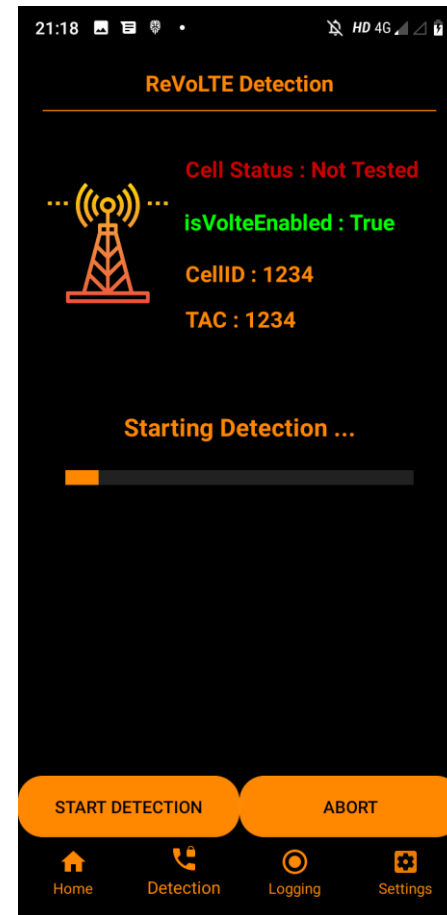 21:18 HD 4G
ReVoLTE Detection
Cell Status : Not Tested
isVolteEnabled : True
CellID : 1234
TAC : 1234
Starting Detection ...
START DETECTION ABORT
Home Detection Logging Settings